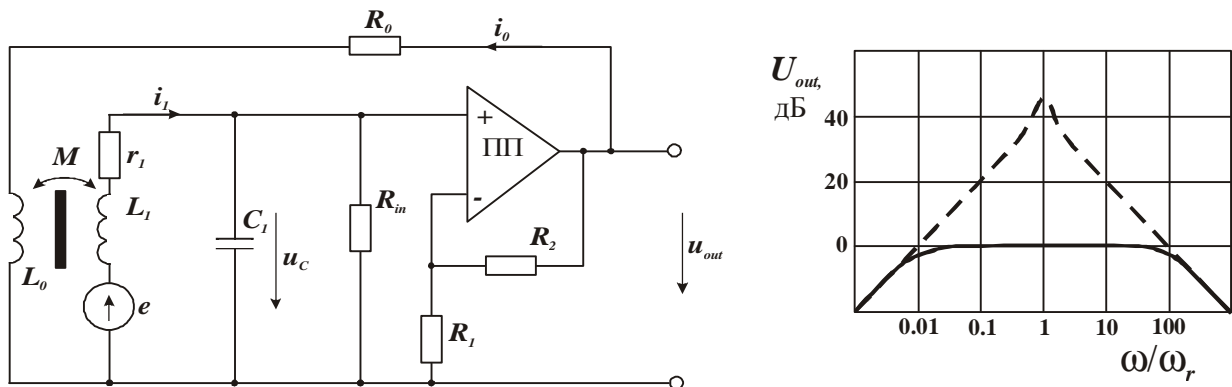 R0
i0
i1
+
ПП
-
r1
M
L1
Rin
C1
uC
R2
uout
L0
e
R1
Uout,
дБ
40
20
0
0.01 0.1 1 10 100
ω/ωr